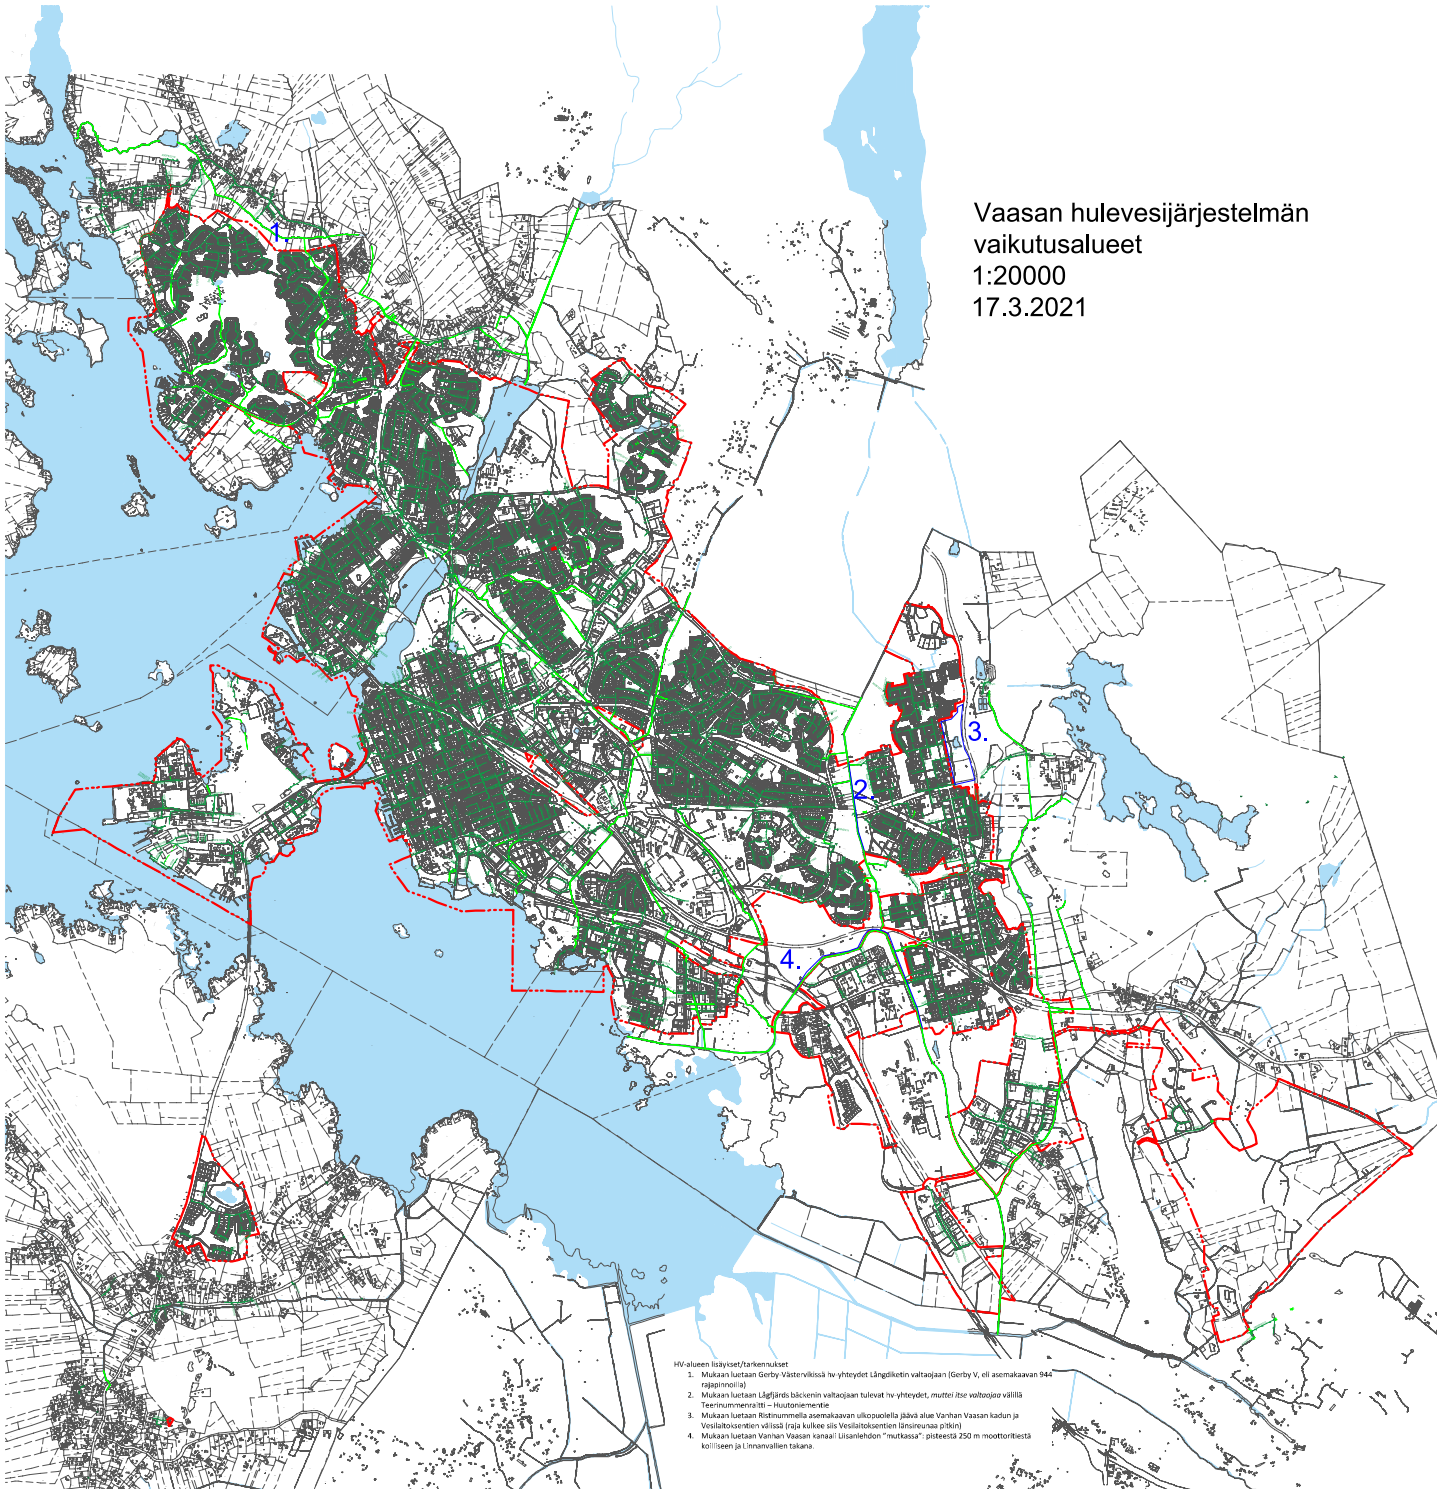 Vaasan hulevesijärjestelmän
vaikutusalueet
1:20000
17.3.2021
1.
2.
3.
4.
HV-alueen lisäykset/tarkennukset
1. Mukaan luetaan Gerby-Västervikissä hv-yhteydet Långdiketin valtaojaan (Gerby V, eli asemakaavan 944
rajapinnoilla)
2. Mukaan luetaan Lågfjärds bäckenin valtaojaan tulevat hv-yhteydet, muttei itse valtaojaa välillä
Teerinummenraitti – Huutoniementie
3. Mukaan luetaan Ristinummella asemakaavan ulkopuolella jäävä alue Vanhan Vaasan kadun ja
Vesilaitoksentien välissä (raja kulkee siis Vesilaitoksentien länsireunaa pitkin)
4. Mukaan luetaan Vanhan Vaasan kanaali Liisanlehdon "mutkassa": pisteestä 250 m moottoritiestä
koilliseen ja Linnanvallien takana.